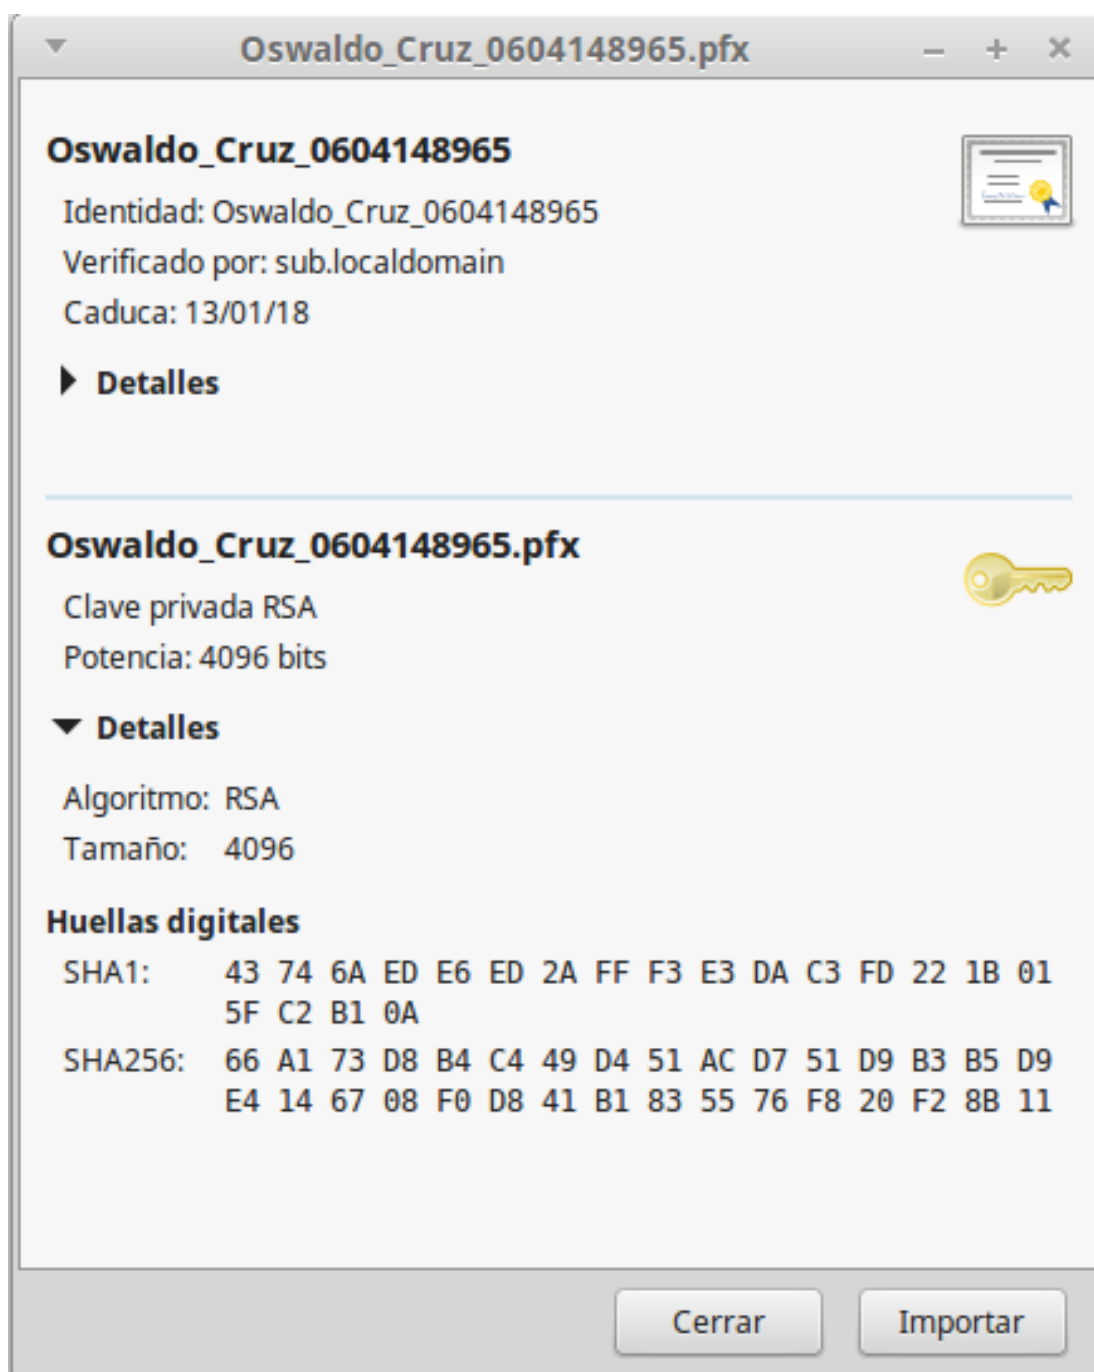 Oswaldo_Cruz_0604148965.pfx
Oswaldo_Cruz_0604148965
Identidad: Oswaldo_Cruz_0604148965
Verificado por: sub.localdomain
Caduca: 13/01/18
Detalles
Oswaldo_Cruz_0604148965.pfx
Clave privada RSA
Potencia: 4096 bits
Detalles
Algoritmo: RSA
Tamaño: 4096
Huellas digitales
SHA1: 43 74 6A ED E6 ED 2A FF F3 E3 DA C3 FD 22 1B 01
5F C2 B1 0A
SHA256: 66 A1 73 D8 B4 C4 49 D4 51 AC D7 51 D9 B3 B5 D9
E4 14 67 08 F0 D8 41 B1 83 55 76 F8 20 F2 8B 11
Cerrar Importar